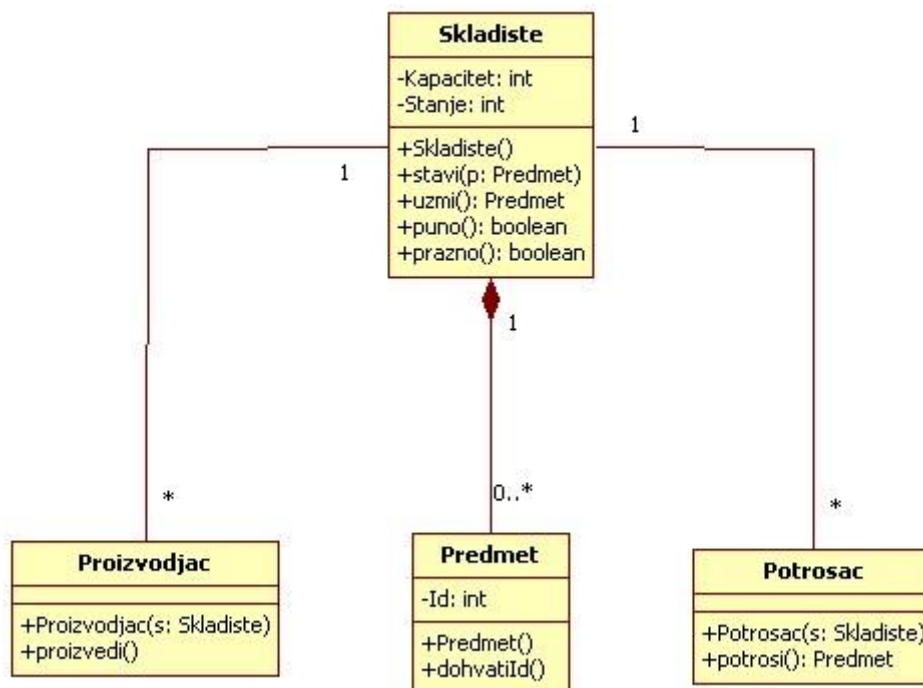 Skladiste
-Kapacitet: int
-Stanje: int
+Skladiste()
+stavi(p: Predmet)
+uzmi(): Predmet
+puno(): boolean
+prazno(): boolean
1
1
1
*
0..*
*
Proizvodjac
+Proizvodjac(s: Skladiste)
+proizvedi()
Predmet
-Id: int
+Predmet()
+dohvatiId()
Potrosac
+Potrosac(s: Skladiste)
+potrosi(): Predmet